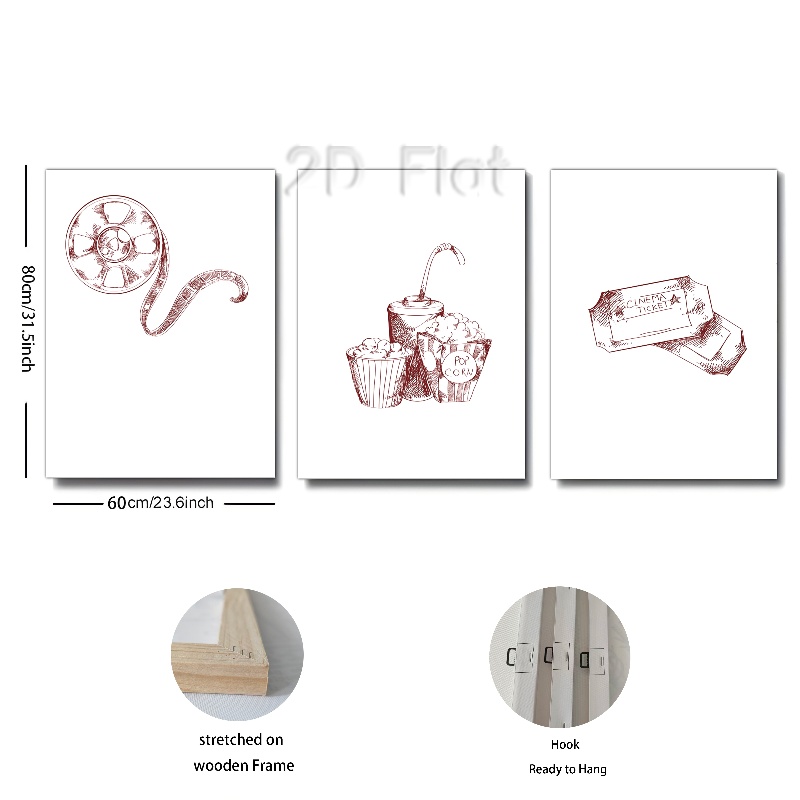 2D Flat
80cm/31.5inch
POP
CORN
CINEMA
TICKET
60cm/23.6inch
stretched on
wooden Frame
Hook
Ready to Hang